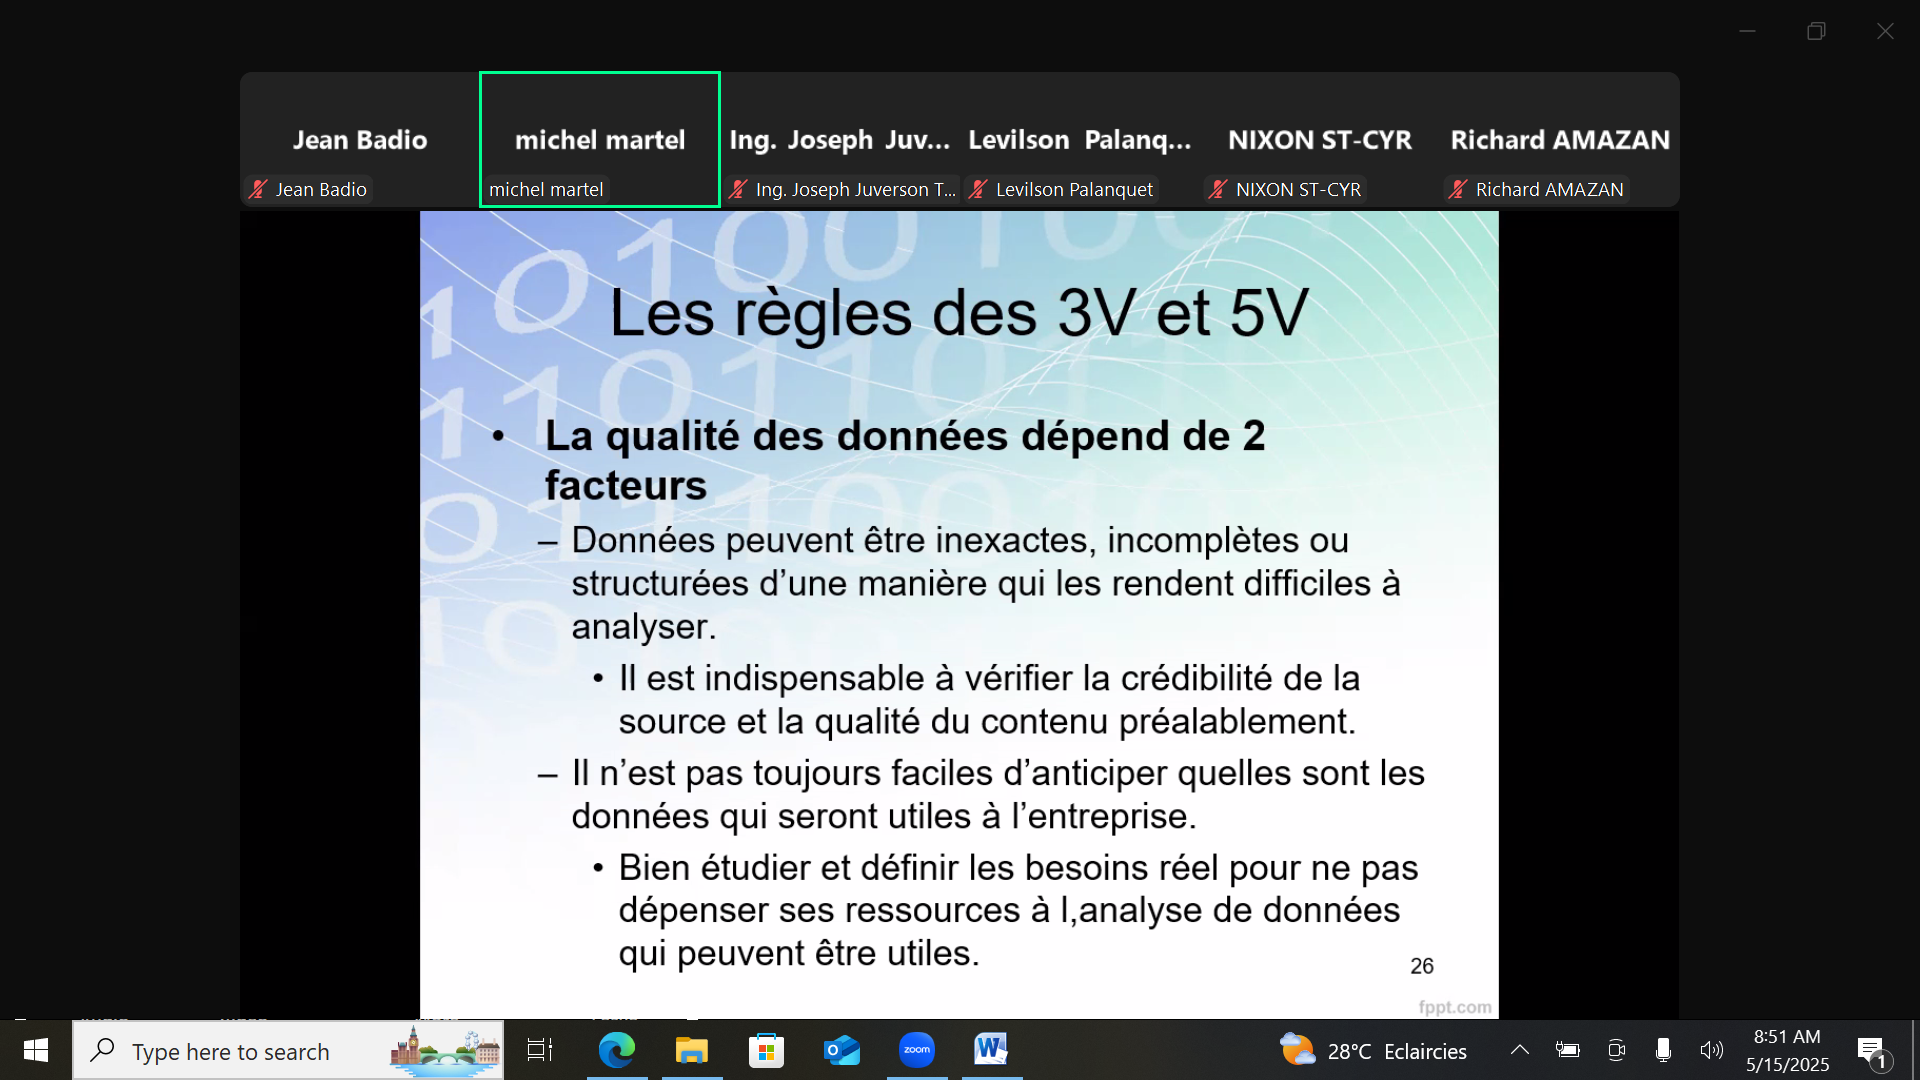 Jean Badio
michel martel
Ing. Joseph Juv...
Levilson Palanq...
NIXON ST-CYR
Richard AMAZAN
Jean Badio
michel martel
Ing. Joseph Juverson T...
Levilson Palanquet
NIXON ST-CYR
Richard AMAZAN
Les règles des 3V et 5V
• La qualité des données dépend de 2
facteurs
– Données peuvent être inexactes, incomplètes ou
structurées d’une manière qui les rendent difficiles à
analyser.
• Il est indispensable à vérifier la crédibilité de la
source et la qualité du contenu préalablement.
– Il n’est pas toujours faciles d’anticiper quelles sont les
données qui seront utiles à l’entreprise.
• Bien étudier et définir les besoins réel pour ne pas
dépenser ses ressources à l,analyse de données
qui peuvent être utiles.
26
fppt.com
Type here to search
zoom
28°C Eclaircies
8:51 AM
5/15/2025
1